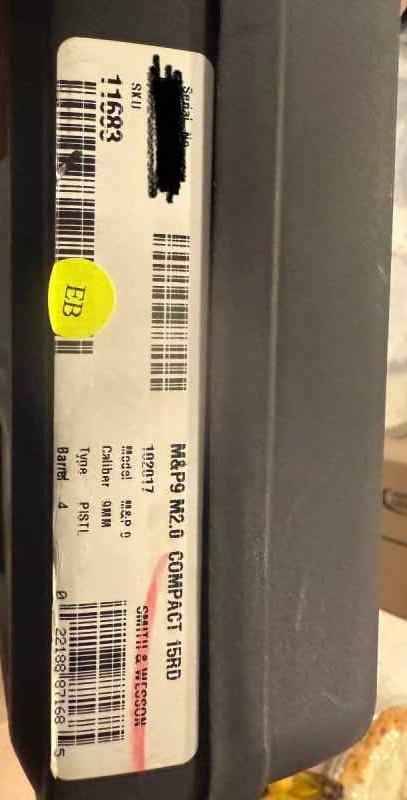 Serial No
SKU
11683
EB
M&P9 M2.0 COMPACT 15RD
102017
SMITH & WESSON
Model M&P 9
Caliber 9MM
Type PISTL
Barrel 4
0 22188 87168 5